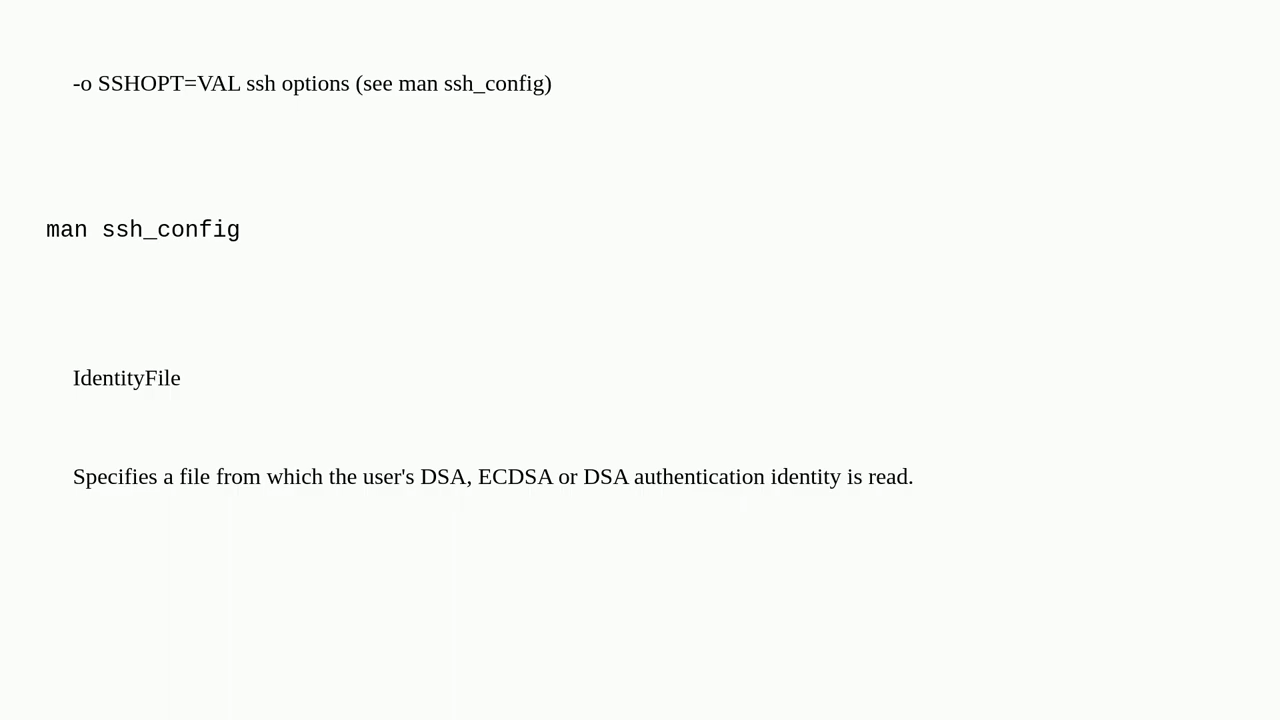 -o SSHOPT=VAL ssh options (see man ssh_config)
man ssh_config
IdentityFile
Specifies a file from which the user's DSA, ECDSA or DSA authentication identity is read.